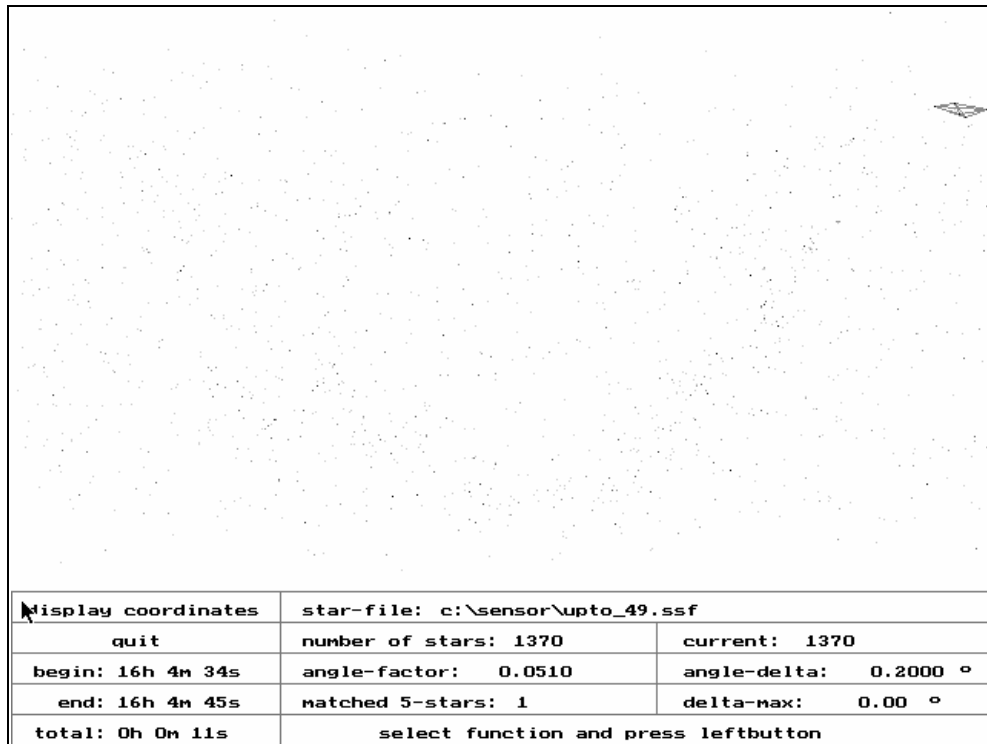 display coordinates star-file: c:\sensor\upto_49.ssf
quit number of stars: 1370 current: 1370
begin: 16h 4m 34s angle-factor: 0.0510 angle-delta: 0.2000 º
end: 16h 4m 45s matched 5-stars: 1 delta-max: 0.00 º
total: 0h 0m 11s select function and press leftbutton